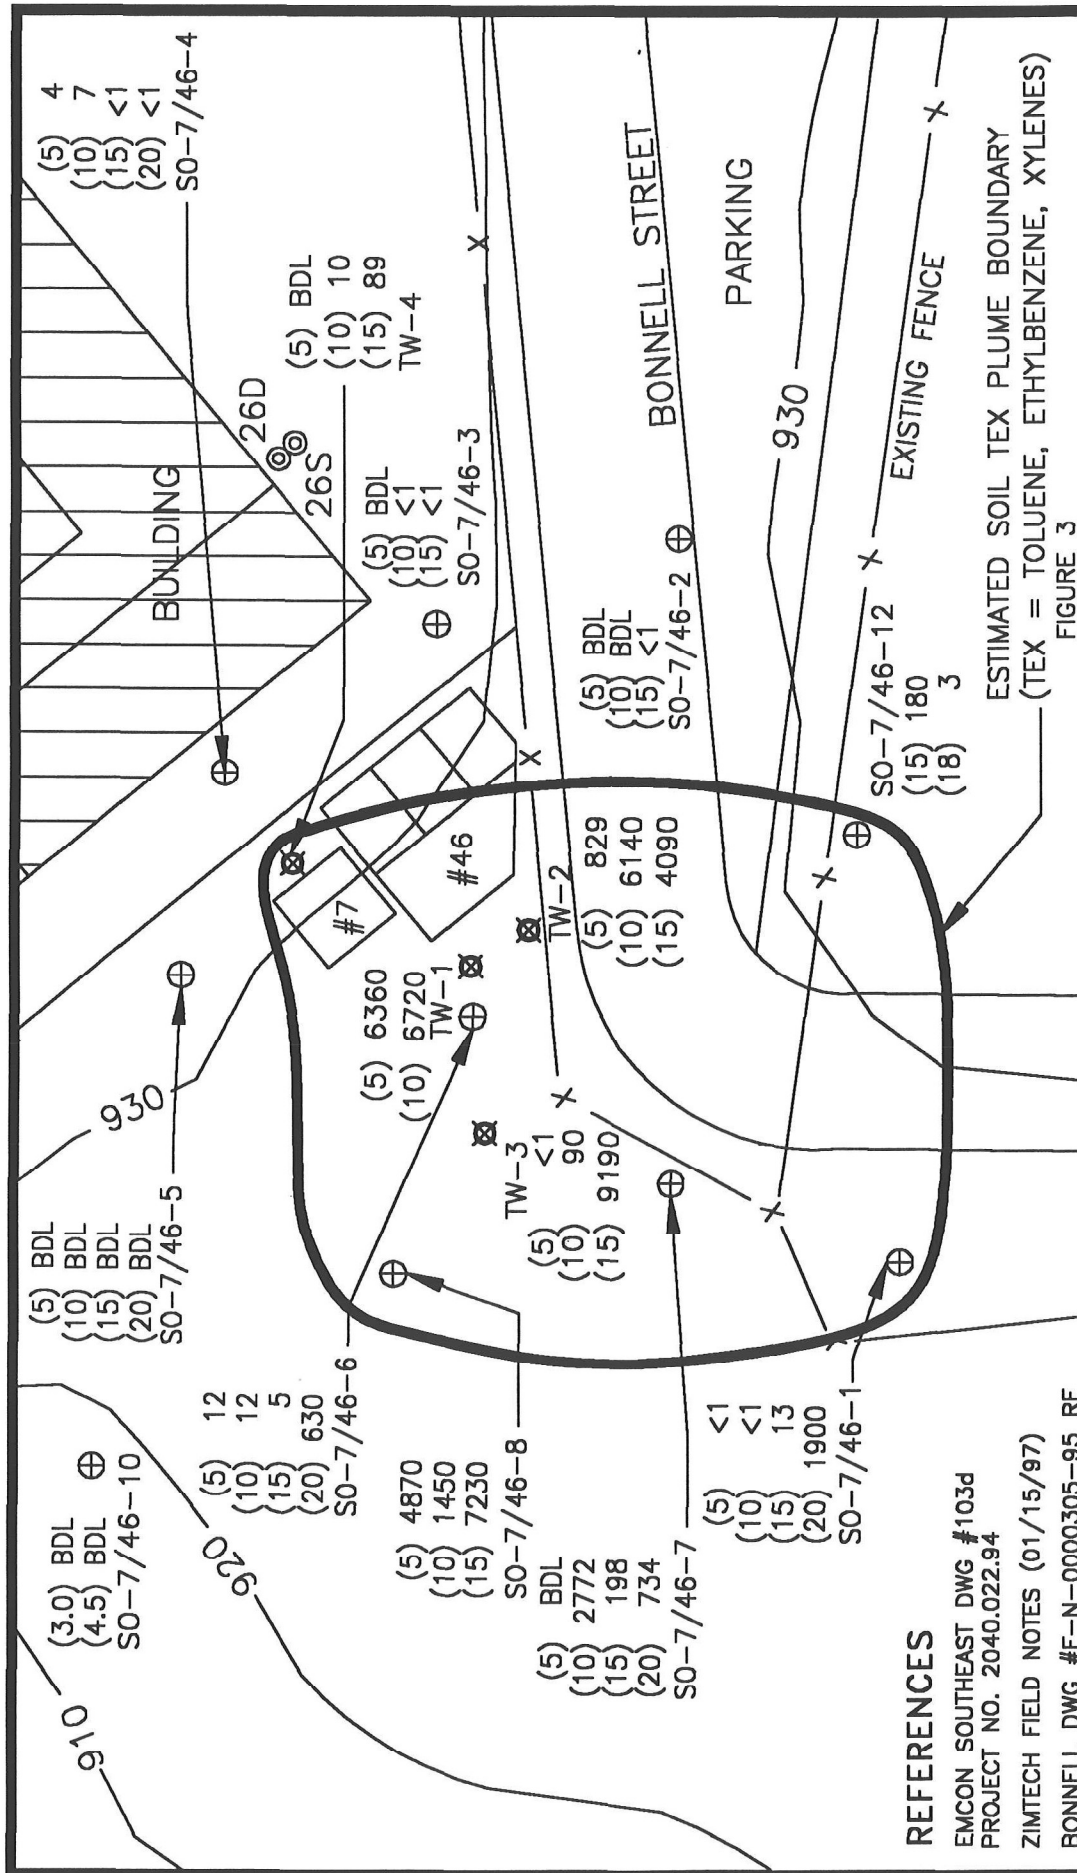 (3.0) BDL
(4.5) BDL
SO-7/46-10
910
920
(5) BDL
(10) BDL
(15) BDL
(20) BDL
SO-7/46-5
930
(5) 12
(10) 12
(15) 5
(20) 630
SO-7/46-6
(5) 4870
(10) 1450
(15) 7230
SO-7/46-8
(5) BDL
(10) 2772
(15) 198
(20) 734
SO-7/46-7
(5) <1
(10) <1
(15) 13
(20) 1900
SO-7/46-1
(5) 6360
(10) 6720
TW-1
TW-3
(5) <1
(10) 90
(15) 9190
TW-2
(5) 829
(10) 6140
(15) 4090
#7
#46
BUILDING
26D
26S
(5) 4
(10) 7
(15) <1
(20) <1
SO-7/46-4
(5) BDL
(10) 10
(15) 89
TW-4
(5) BDL
(10) <1
(15) <1
SO-7/46-3
(5) BDL
(10) BDL
(15) <1
SO-7/46-2
BONNELL STREET
PARKING
930
EXISTING FENCE
SO-7/46-12
(15) 180
(18) 3
ESTIMATED SOIL TEX PLUME BOUNDARY
(TEX = TOLUENE, ETHYLBENZENE, XYLENES)
FIGURE 3
REFERENCES
EMCON SOUTHEAST DWG #103d
PROJECT NO. 2040.022.94
ZIMTECH FIELD NOTES (01/15/97)
BONNELL DWG #F-N-0000305-95